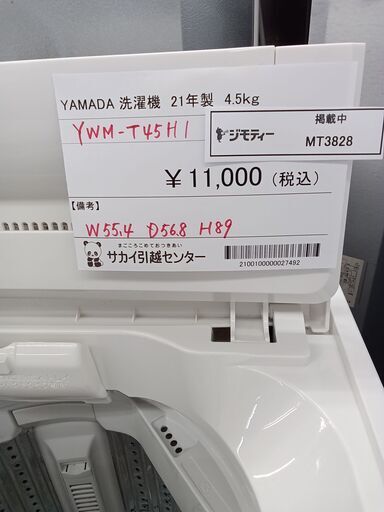 YAMADA 洗濯機 21年製 4.5kg
YWM-T45H1
掲載中
ジモティー
MT3828
￥11,000（税込）
【備考】
W55.4 D56.8 H89
まごころこめておつきあい
サカイ引越センター
2100100000027492